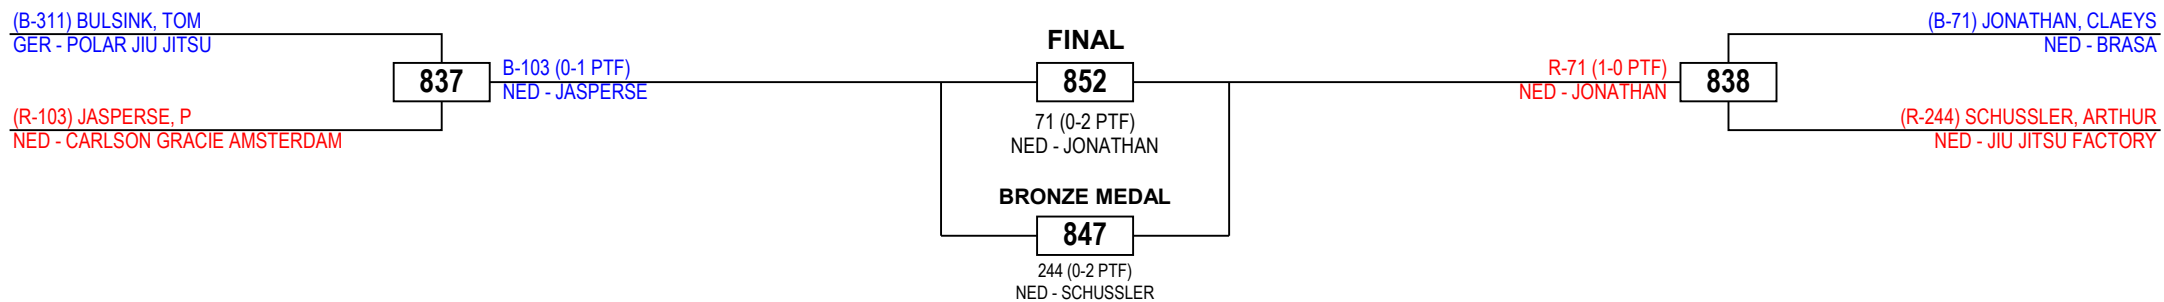 (B-311) BULSINK, TOM
GER - POLAR JIU JITSU
837
B-103 (0-1 PTF)
NED - JASPERSE
(R-103) JASPERSE, P
NED - CARLSON GRACIE AMSTERDAM
FINAL
852
71 (0-2 PTF)
NED - JONATHAN
BRONZE MEDAL
847
244 (0-2 PTF)
NED - SCHUSSLER
R-71 (1-0 PTF)
NED - JONATHAN
838
(B-71) JONATHAN, CLAEYS
NED - BRASA
(R-244) SCHUSSLER, ARTHUR
NED - JIU JITSU FACTORY